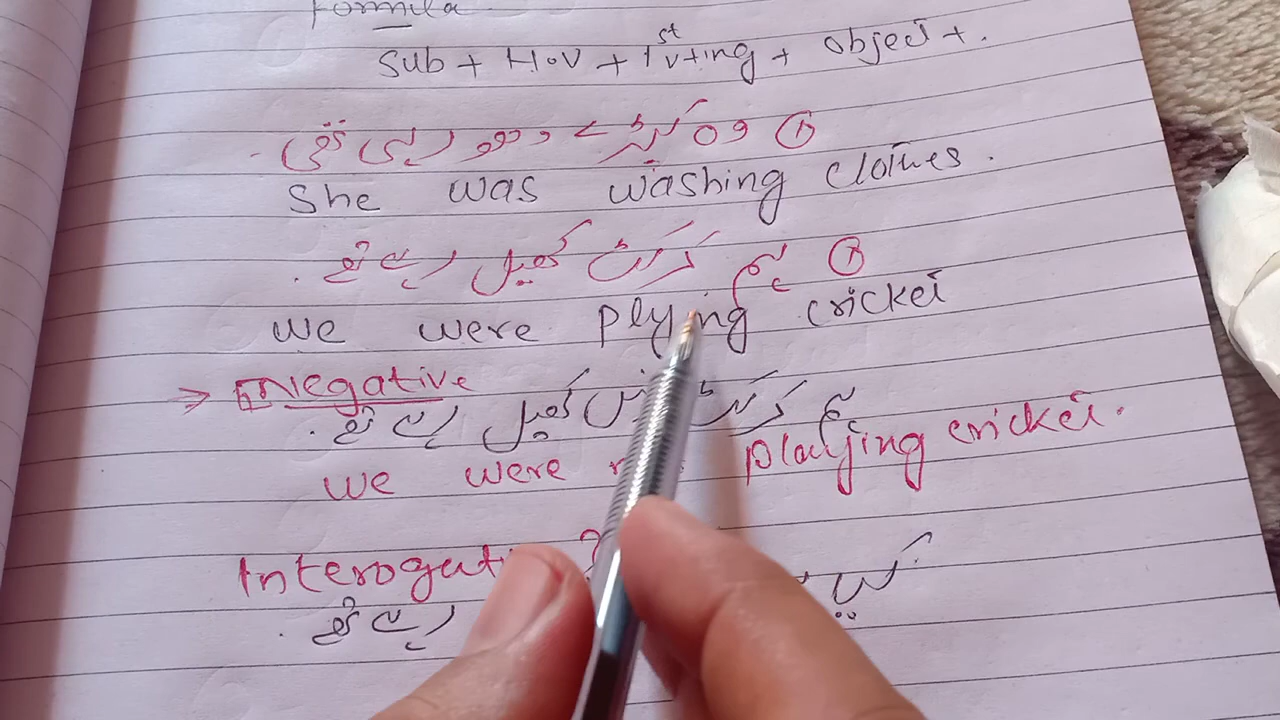 Formula
Sub + H.V + 1st v+ing + object + .
① وہ کپڑے دھو رہی تھی ۔
She was washing clothes .
② ہم کرکٹ کھیل رہے تھے ۔
we were plying cricket
⇒ Negative
ہم کرکٹ نہیں کھیل رہے تھے ۔
we were playing cricket .
کیا
رہے تھے ۔